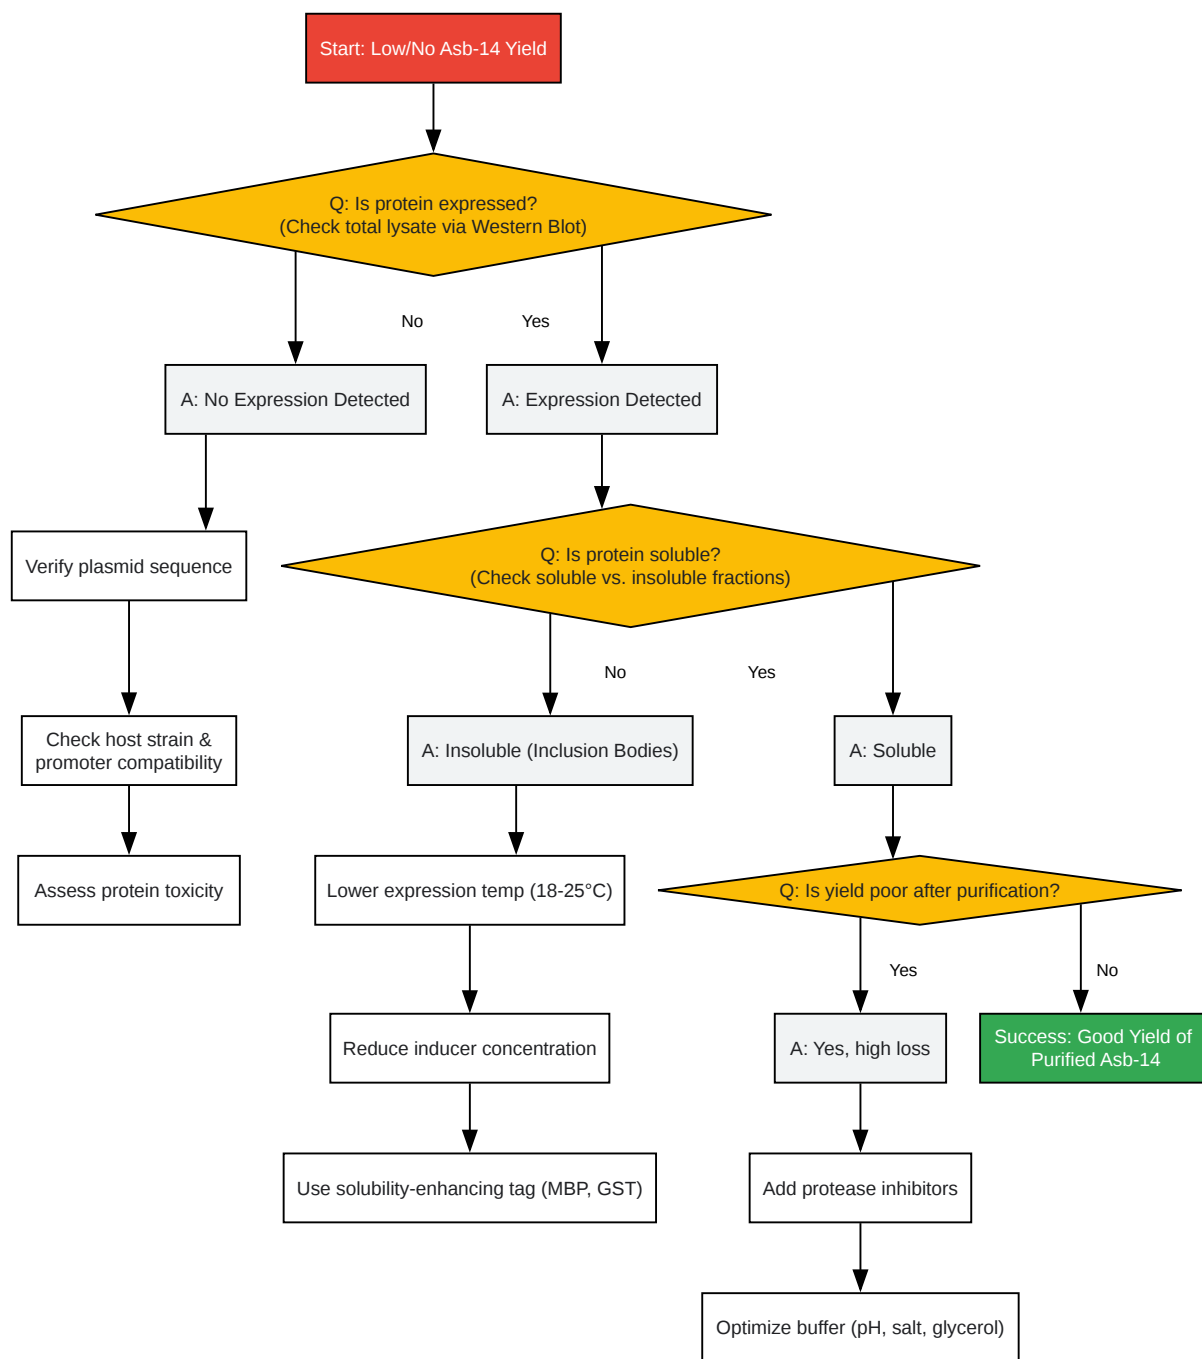 Start: Low/No Asb-14 Yield
Q: Is protein expressed?
(Check total lysate via Western Blot)
No
Yes
A: No Expression Detected
A: Expression Detected
Verify plasmid sequence
Q: Is protein soluble?
(Check soluble vs. insoluble fractions)
No
Yes
Check host strain &
promoter compatibility
A: Insoluble (Inclusion Bodies)
A: Soluble
Assess protein toxicity
Lower expression temp (18-25°C)
Q: Is yield poor after purification?
Yes
No
Reduce inducer concentration
A: Yes, high loss
Success: Good Yield of
Purified Asb-14
Use solubility-enhancing tag (MBP, GST)
Add protease inhibitors
Optimize buffer (pH, salt, glycerol)